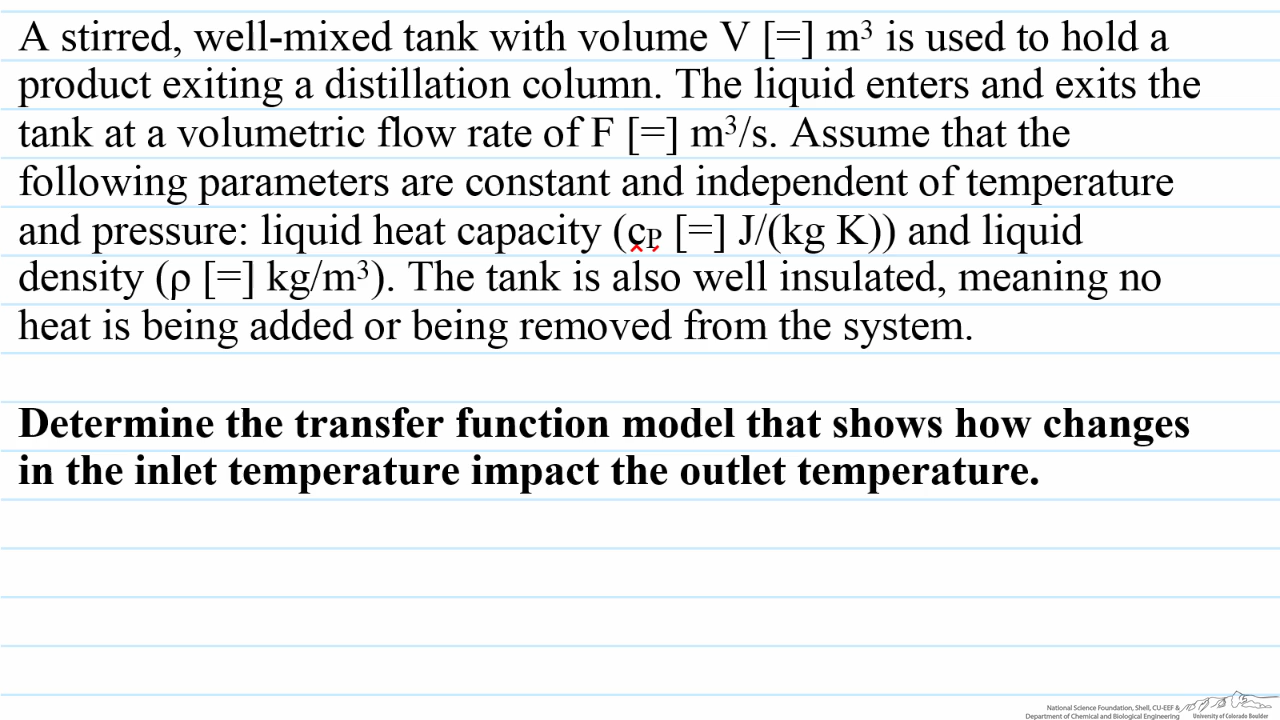 A stirred, well-mixed tank with volume V [=] m³ is used to hold a
product exiting a distillation column. The liquid enters and exits the
tank at a volumetric flow rate of F [=] m³/s. Assume that the
following parameters are constant and independent of temperature
and pressure: liquid heat capacity (cP [=] J/(kg K)) and liquid
density (ρ [=] kg/m³). The tank is also well insulated, meaning no
heat is being added or being removed from the system.
Determine the transfer function model that shows how changes
in the inlet temperature impact the outlet temperature.
National Science Foundation, Shell, CU-EEF &
Department of Chemical and Biological Engineering
University of Colorado Boulder